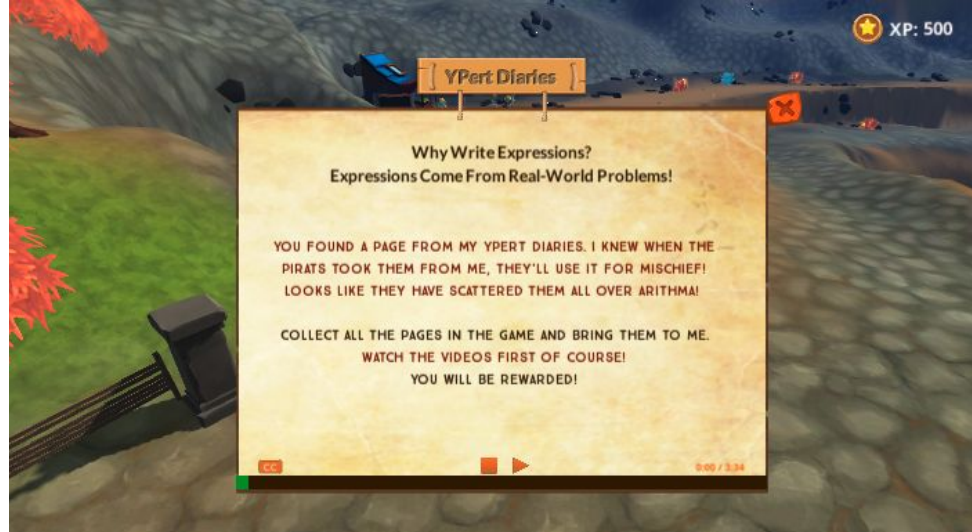 XP: 500
YPert Diaries
Why Write Expressions?
Expressions Come From Real-World Problems!
YOU FOUND A PAGE FROM MY YPERT DIARIES. I KNEW WHEN THE
PIRATS TOOK THEM FROM ME, THEY'LL USE IT FOR MISCHIEF!
LOOKS LIKE THEY HAVE SCATTERED THEM ALL OVER ARITHMA!
COLLECT ALL THE PAGES IN THE GAME AND BRING THEM TO ME.
WATCH THE VIDEOS FIRST OF COURSE!
YOU WILL BE REWARDED!
CC
0:00 / 3:34